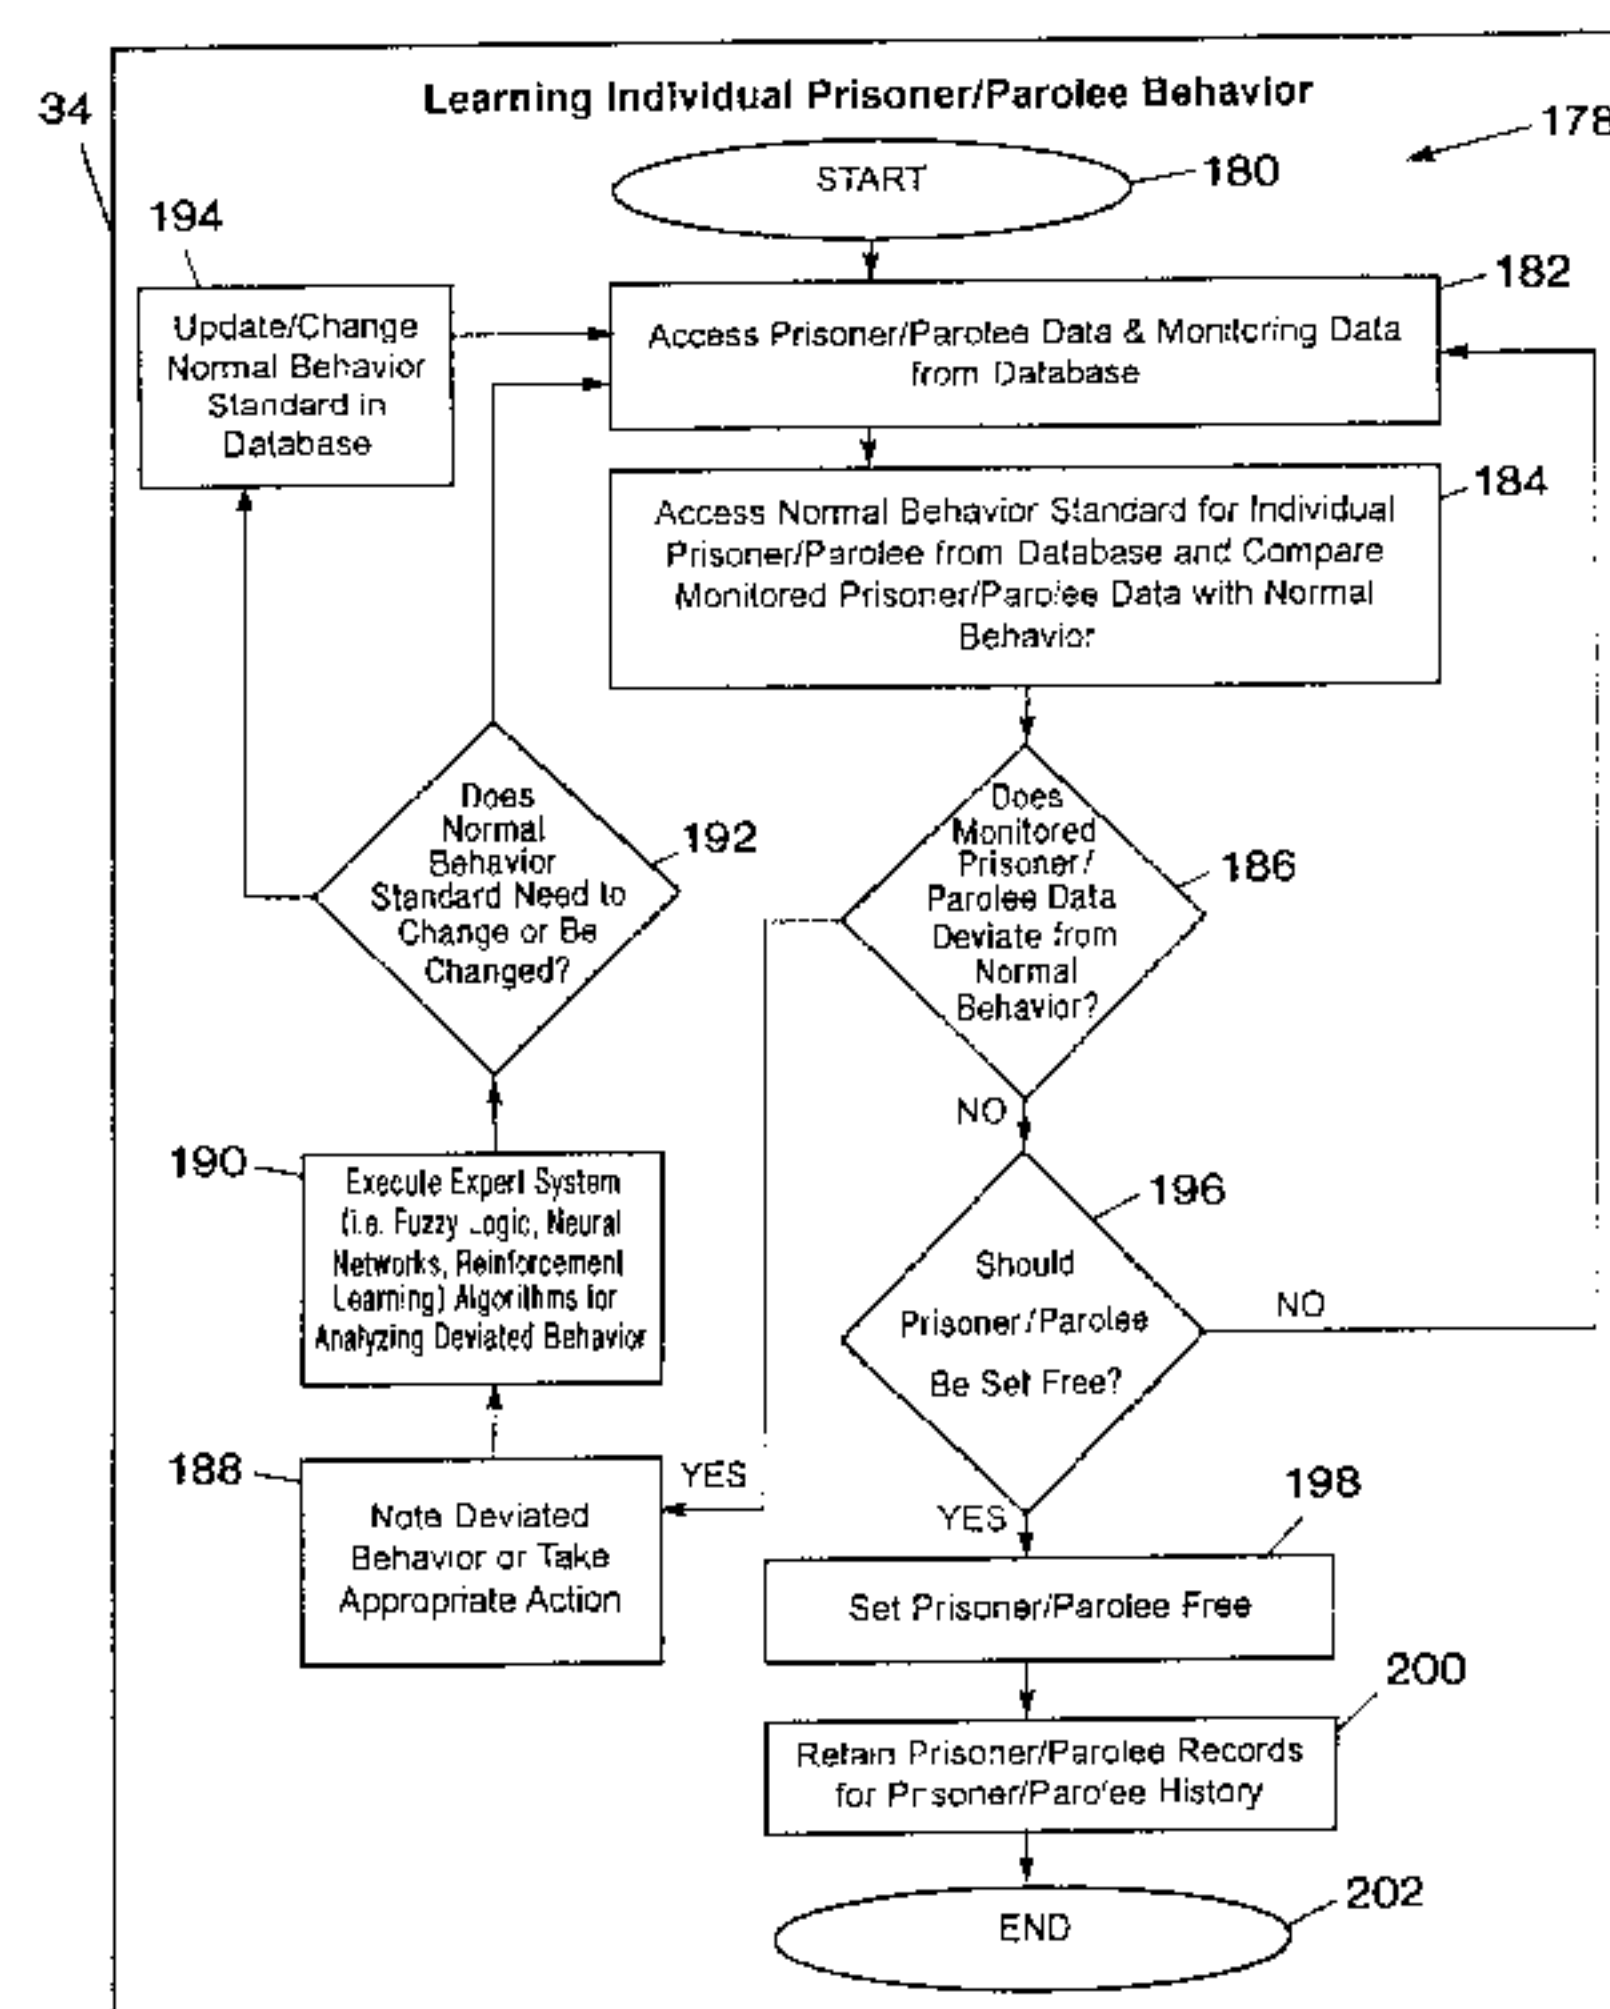 Learning Individual Prisoner/Parolee Behavior
34
178
START
180
194
182
Update/Change
Normal Behavior
Standard in
Database
Access Prisoner/Parolee Data & Monitoring Data
from Database
184
Access Normal Behavior Standard for Individual
Prisoner/Parolee from Database and Compare
Monitored Prisoner/Parolee Data with Normal
Behavior
Does
Normal
Behavior
Standard Need to
Change or Be
Changed?
192
Does
Monitored
Prisoner/
Parolee Data
Deviate from
Normal
Behavior?
186
NO
190
Execute Expert System
(i.e. Fuzzy Logic, Neural
Networks, Reinforcement
Learning) Algorithms for
Analyzing Deviated Behavior
196
Should
Prisoner/Parolee
Be Set Free?
NO
188
YES
Note Deviated
Behavior or Take
Appropriate Action
YES
198
Set Prisoner/Parolee Free
200
Retain Prisoner/Parolee Records
for Prisoner/Parolee History
202
END